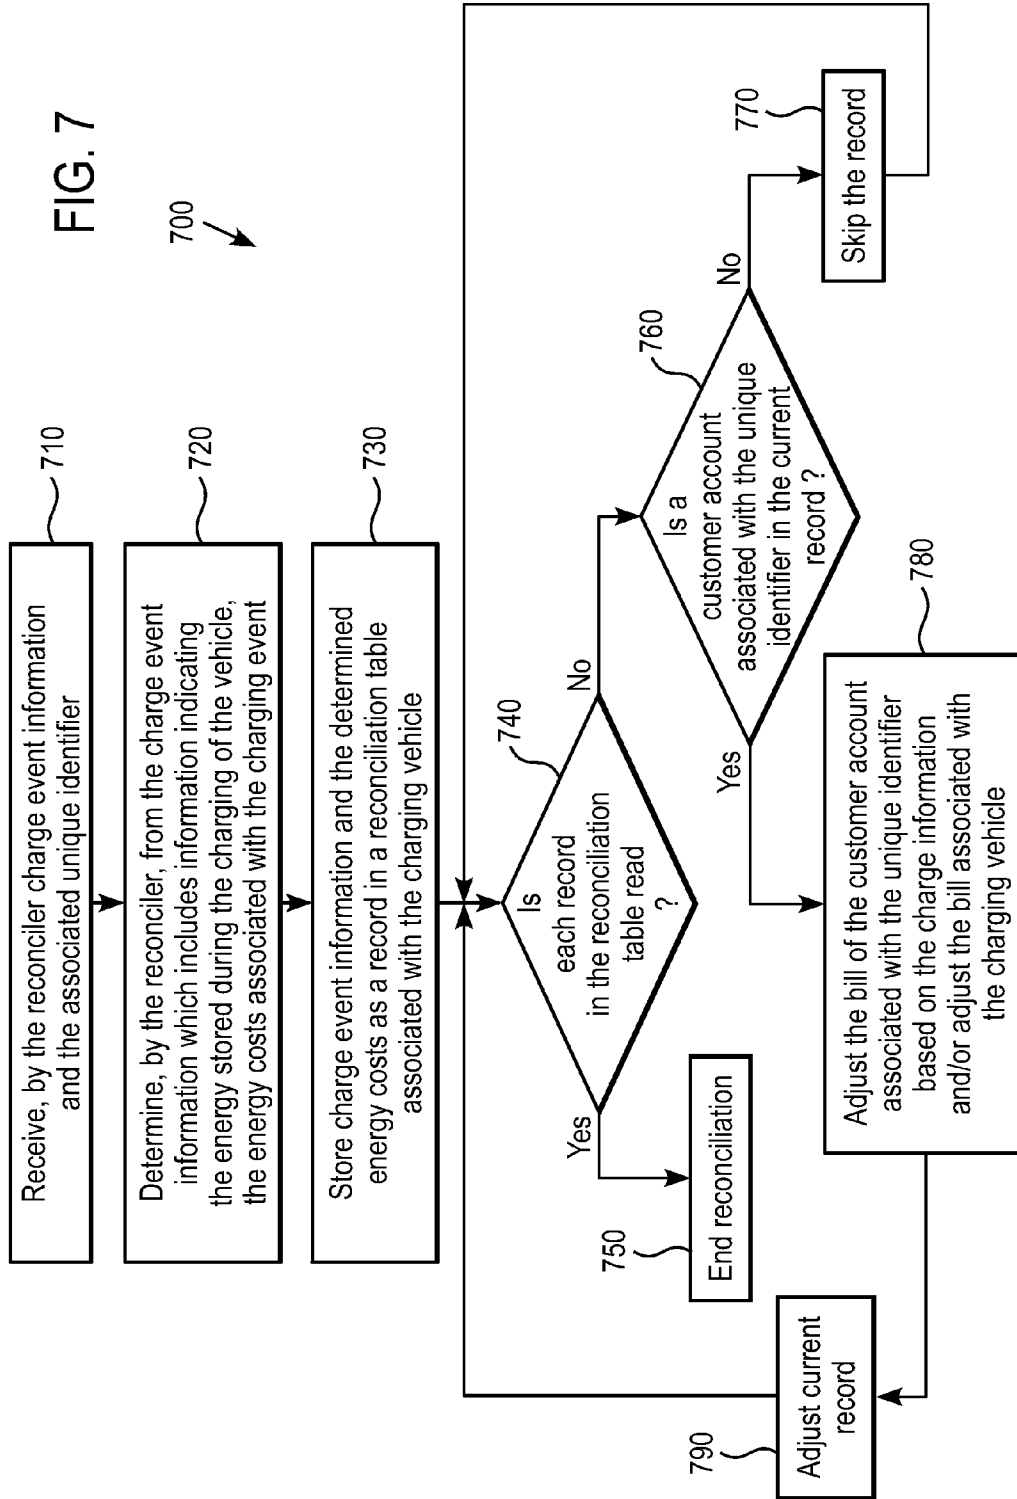 FIG. 7
700
Receive, by the reconciler charge event information
and the associated unique identifier
710
Determine, by the reconciler, from the charge event
information which includes information indicating
the energy stored during the charging of the vehicle,
the energy costs associated with the charging event
720
Store charge event information and the determined
energy costs as a record in a reconciliation table
associated with the charging vehicle
730
Is
each record
in the reconciliation
table read
?
740
Yes
No
End reconciliation
750
Is a
customer account
associated with the unique
identifier in the current
record ?
760
Yes
No
Skip the record
770
Adjust the bill of the customer account
associated with the unique identifier
based on the charge information
and/or adjust the bill associated with
the charging vehicle
780
Adjust current
record
790